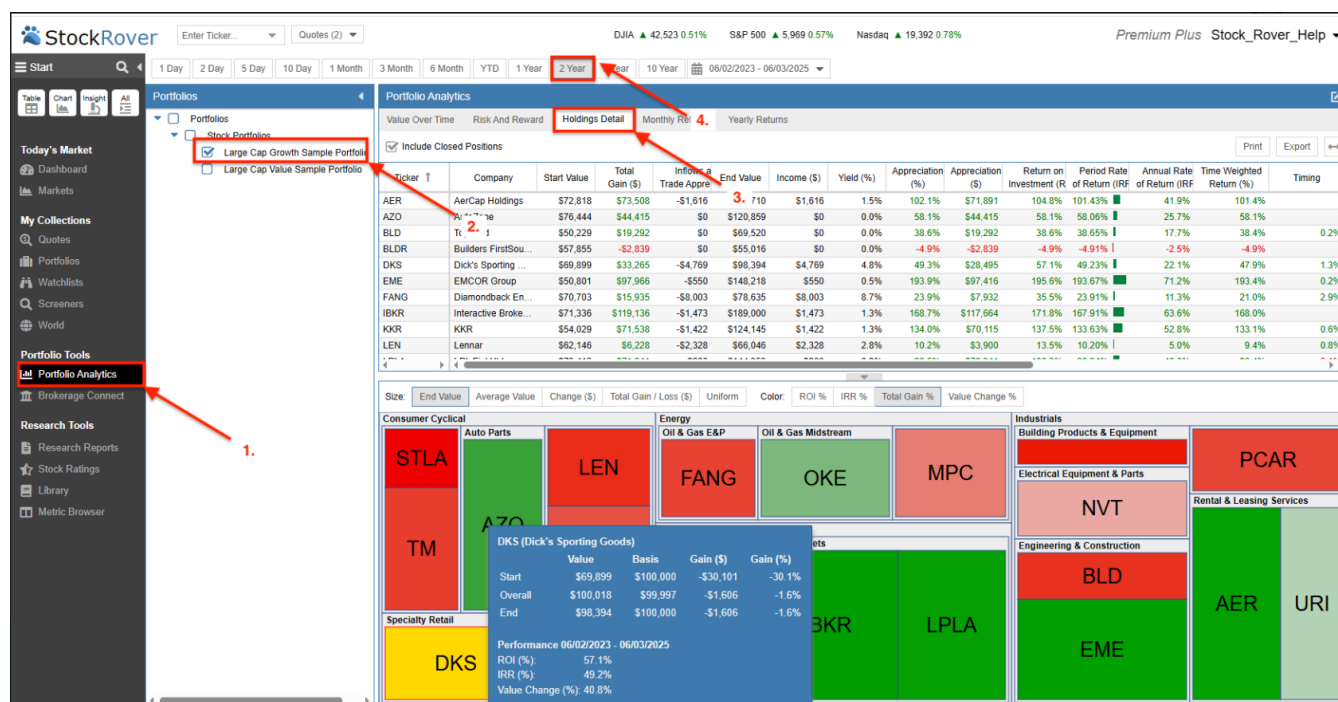 StockRover
Enter Ticker...
Quotes (2)
DJIA ▲ 42,523 0.51% S&P 500 ▲ 5,969 0.57% Nasdaq ▲ 19,392 0.78%
Premium Plus Stock_Rover_Help
Start
1 Day 2 Day 5 Day 10 Day 1 Month 3 Month 6 Month YTD 1 Year 2 Year ear 10 Year 06/02/2023 - 06/03/2025
Table Chart Insight All
Today's Market
Dashboard
Markets
My Collections
Quotes
Portfolios
Watchlists
Screeners
World
Portfolio Tools
Portfolio Analytics
Brokerage Connect
Research Tools
Research Reports
Stock Ratings
Library
Metric Browser
1.
Portfolios
Portfolios
Stock Portfolios
Large Cap Growth Sample Portfolio
Large Cap Value Sample Portfolio
2.
Portfolio Analytics
Value Over Time Risk And Reward Holdings Detail Monthly Re 4. Yearly Returns
Include Closed Positions
Print Export
3.
Ticker Company Start Value Total Gain ($) Inflows a Trade Appre End Value Income ($) Yield (%) Appreciation (%) Appreciation ($) Return on Investment (R Period Rate of Return (IRR Annual Rate of Return (IRR Time Weighted Return (%) Timing
AER AerCap Holdings $72,818 $73,508 -$1,616 710 $1,616 1.5% 102.1% $71,891 104.8% 101.43% 41.9% 101.4%
AZO $76,444 $44,415 $0 $120,859 $0 0.0% 58.1% $44,415 58.1% 58.06% 25.7% 58.1%
BLD $50,229 $19,292 $0 $69,520 $0 0.0% 38.6% $19,292 38.6% 38.65% 17.7% 38.4% 0.2%
BLDR Builders FirstSou... $57,855 -$2,839 $0 $55,016 $0 0.0% -4.9% -$2,839 -4.9% -4.91% -2.5% -4.9%
DKS Dick's Sporting ... $69,899 $33,265 -$4,769 $98,394 $4,769 4.8% 49.3% $28,495 57.1% 49.23% 22.1% 47.9% 1.3%
EME EMCOR Group $50,801 $97,966 -$550 $148,218 $550 0.5% 193.9% $97,416 195.6% 193.67% 71.2% 193.4% 0.2%
FANG Diamondback En... $70,703 $15,935 -$8,003 $78,635 $8,003 8.7% 23.9% $7,932 35.5% 23.91% 11.3% 21.0% 2.9%
IBKR Interactive Broke... $71,336 $119,136 -$1,473 $189,000 $1,473 1.3% 168.7% $117,664 171.8% 167.91% 63.6% 168.0%
KKR KKR $54,029 $71,538 -$1,422 $124,145 $1,422 1.3% 134.0% $70,115 137.5% 133.63% 52.8% 133.1% 0.6%
LEN Lennar $62,146 $6,228 -$2,328 $66,046 $2,328 2.8% 10.2% $3,900 13.5% 10.20% 5.0% 9.4% 0.8%
Size: End Value Average Value Change ($) Total Gain / Loss ($) Uniform Color: ROI % IRR % Total Gain % Value Change %
Consumer Cyclical
STLA
TM
Auto Parts
AZO
LEN
Specialty Retail
DKS
Energy
Oil & Gas E&P
FANG
Oil & Gas Midstream
OKE
MPC
ets
BKR
LPLA
Industrials
Building Products & Equipment
Electrical Equipment & Parts
NVT
Engineering & Construction
BLD
EME
PCAR
Rental & Leasing Services
AER
URI
DKS (Dick's Sporting Goods)
Value Basis Gain ($) Gain (%)
Start $69,899 $100,000 -$30,101 -30.1%
Overall $100,018 $99,997 -$1,606 -1.6%
End $98,394 $100,000 -$1,606 -1.6%
Performance 06/02/2023 - 06/03/2025
ROI (%): 57.1%
IRR (%): 49.2%
Value Change (%): 40.8%